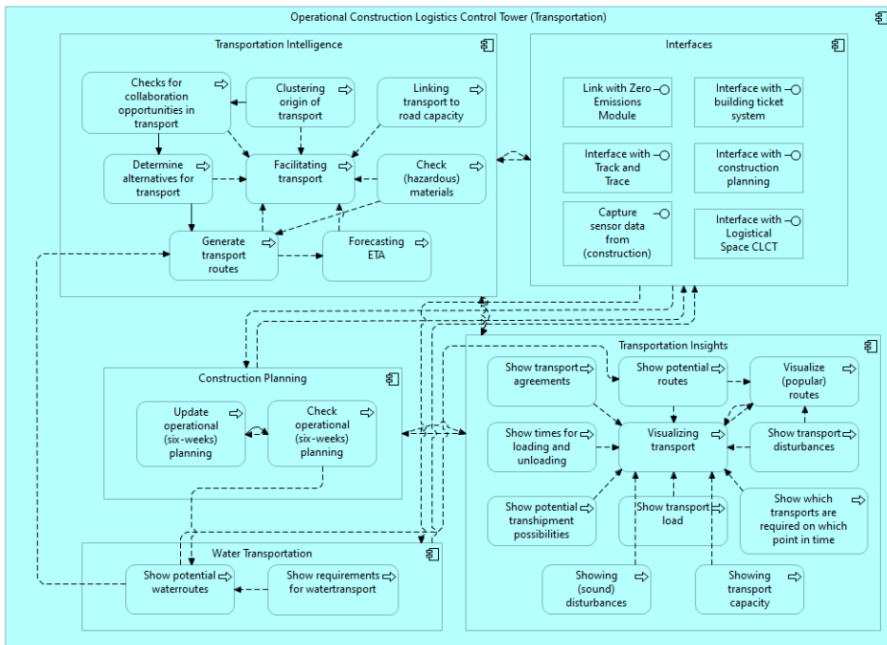 Operational Construction Logistics Control Tower (Transportation)
Transportation Intelligence
Checks for
collaboration
opportunities in
transport
Clustering
origin of
transport
Linking
transport to
road capacity
Determine
alternatives for
transport
Facilitating
transport
Check
(hazardous)
materials
Generate
transport
routes
Forecasting
ETA
Interfaces
Link with Zero
Emissions
Module
Interface with
building ticket
system
Interface with
Track and
Trace
Interface with
construction
planning
Capture
sensor data
from
(construction)
Interface with
Logistical
Space CLCT
Construction Planning
Update
operational
(six-weeks)
planning
Check
operational
(six-weeks)
planning
Transportation Insights
Show transport
agreements
Show potential
routes
Visualize
(popular)
routes
Show times for
loading and
unloading
Visualizing
transport
Show transport
disturbances
Show potential
transhipment
possibilities
Show transport
load
Show which
transports are
required on which
point in time
Showing
(sound)
disturbances
Showing
transport
capacity
Water Transportation
Show potential
waterroutes
Show requirements
for watertransport